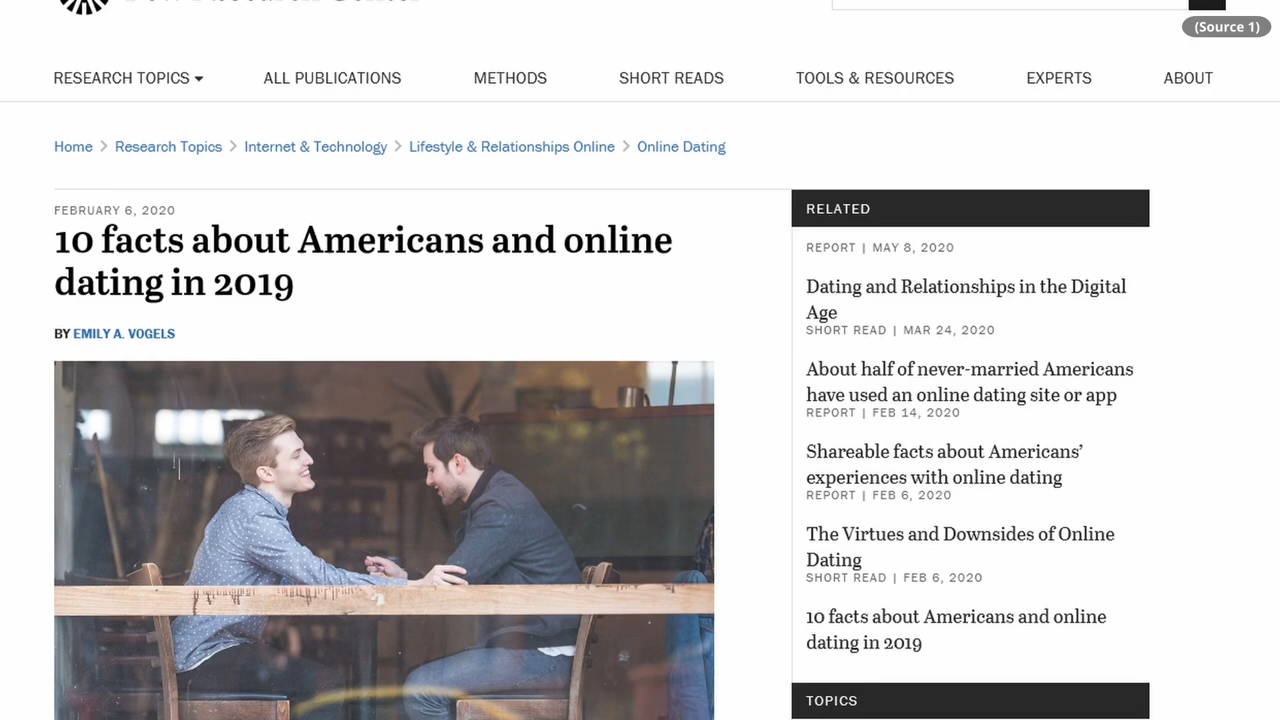 (Source 1)
RESEARCH TOPICS
ALL PUBLICATIONS
METHODS
SHORT READS
TOOLS & RESOURCES
EXPERTS
ABOUT
Home
Research Topics
Internet & Technology
Lifestyle & Relationships Online
Online Dating
FEBRUARY 6, 2020
10 facts about Americans and online
dating in 2019
BY EMILY A. VOGELS
RELATED
REPORT | MAY 8, 2020
Dating and Relationships in the Digital
Age
SHORT READ | MAR 24, 2020
About half of never-married Americans
have used an online dating site or app
REPORT | FEB 14, 2020
Shareable facts about Americans’
experiences with online dating
REPORT | FEB 6, 2020
The Virtues and Downsides of Online
Dating
SHORT READ | FEB 6, 2020
10 facts about Americans and online
dating in 2019
TOPICS